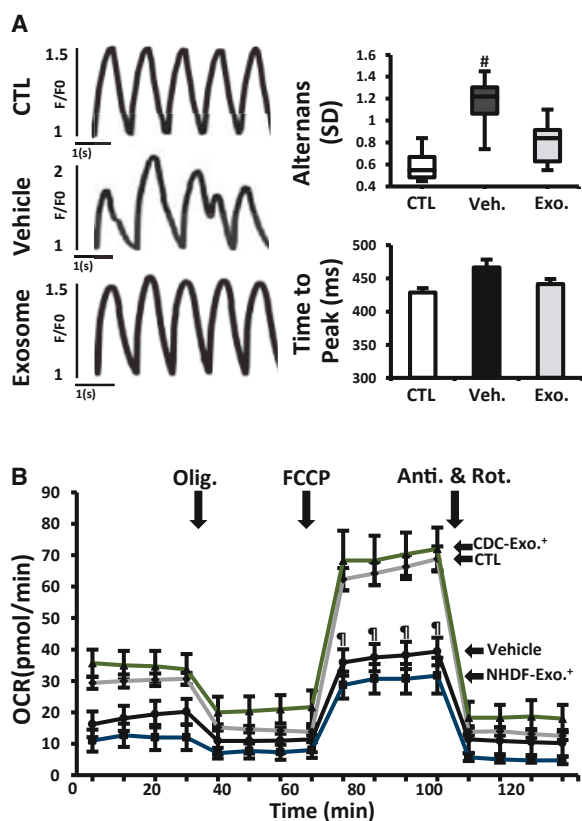 A
CTL
1.5
F/F0
1
1(s)
Vehicle
2
F/F0
1
1(s)
Exosome
1.5
F/F0
1
1(s)
Alternans
(SD)
1.6
1.4
1.2
1
0.8
0.6
0.4
#
CTL Veh. Exo.
Time to
Peak (ms)
450
400
350
300
CTL Veh. Exo.
B
Olig. FCCP Anti. & Rot.
OCR(pmol/min)
90
80
70
60
50
40
30
20
10
0
CDC-Exo.+
CTL
¶ ¶ ¶ ¶
Vehicle
NHDF-Exo.+
0 20 40 60 80 100 120
Time (min)